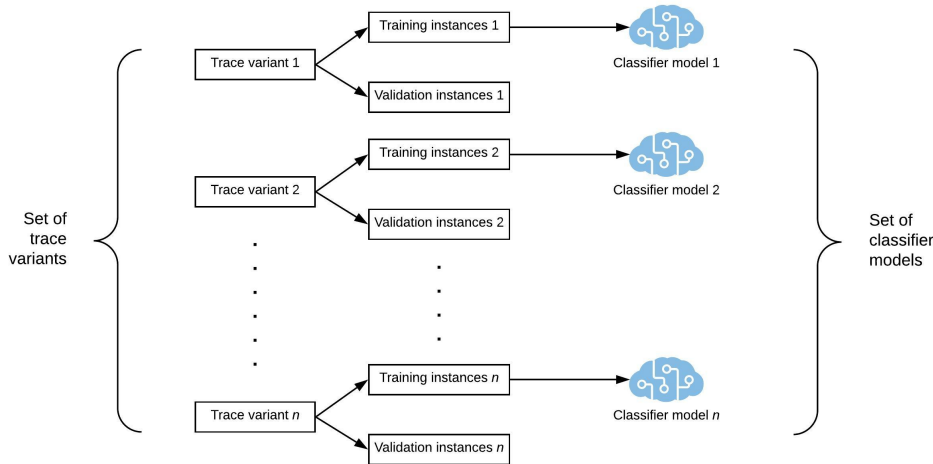 Training instances 1
Trace variant 1
Classifier model 1
Validation instances 1
Training instances 2
Trace variant 2
Classifier model 2
Validation instances 2
Set of
trace
variants
Set of
classifier
models
Training instances n
Trace variant n
Classifier model n
Validation instances n